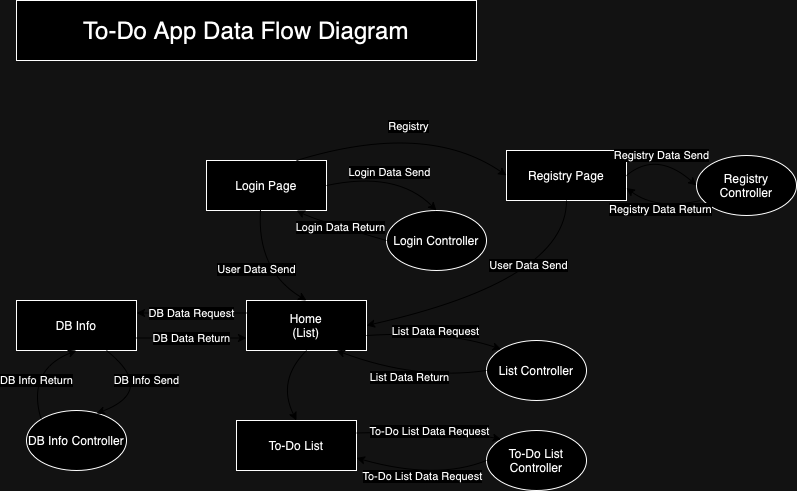 To-Do App Data Flow Diagram
Registry
Registry Data Send
Login Page
Login Data Send
Registry Page
Registry
Controller
Login Data Return
Registry Data Return
Login Controller
User Data Send
User Data Send
DB Info
DB Data Request
Home
(List)
DB Data Return
List Data Request
DB Info Return
DB Info Send
List Data Return
List Controller
DB Info Controller
To-Do List
To-Do List Data Request
To-Do List
Controller
To-Do List Data Request